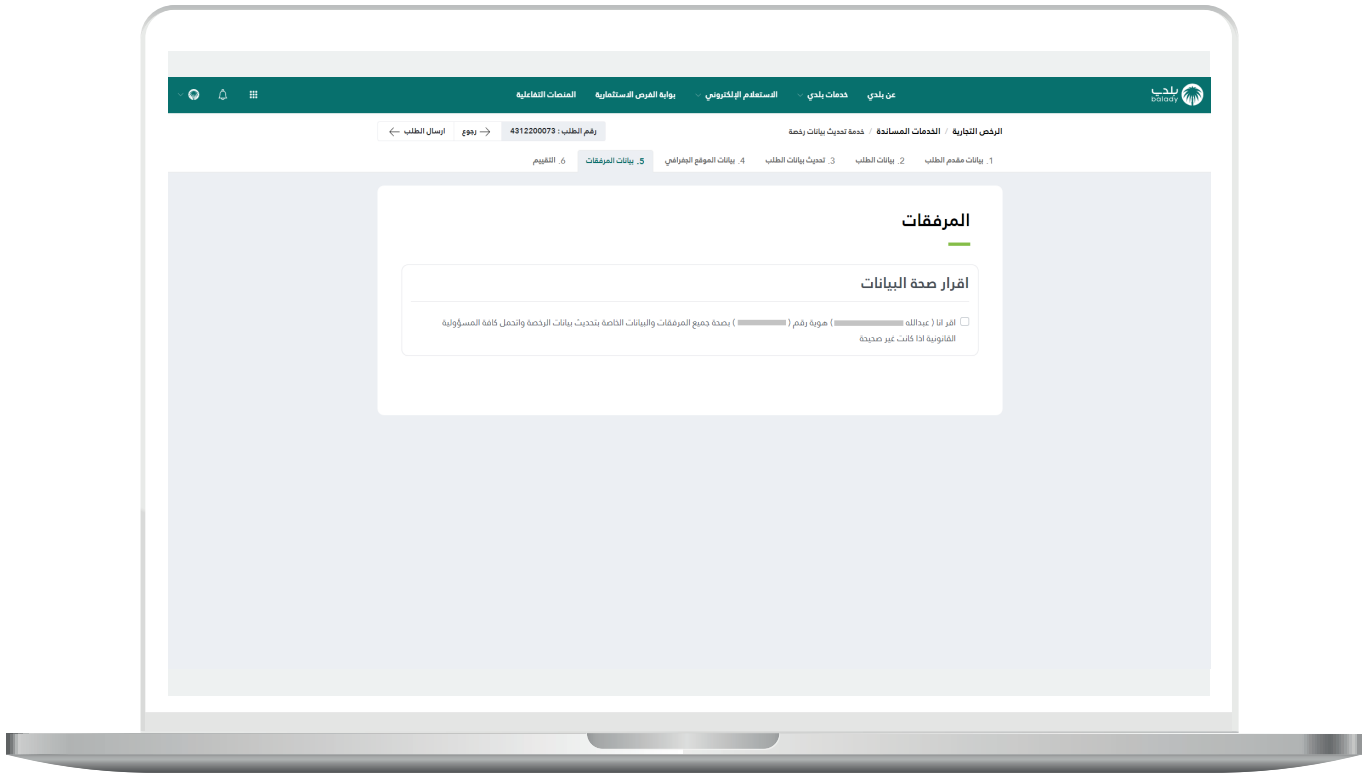 بلدي
balady
عن بلدي
خدمات بلدي
الاستعلام الإلكتروني
بوابة الفرص الاستثمارية
المنصات التفاعلية
الرخص التجارية / الخدمات المساندة / خدمة تحديث بيانات رخصة
رقم الطلب : 4312200073
رجوع
ارسال الطلب
1. بيانات مقدم الطلب
2. بيانات الطلب
3. تحديث بيانات الطلب
4. بيانات الموقع الجغرافي
5. بيانات المرفقات
6. التقييم
المرفقات
اقرار صحة البيانات
اقر انا ( عبدالله ) هوية رقم ( ) بصحة جميع المرفقات والبيانات الخاصة بتحديث بيانات الرخصة واتحمل كافة المسؤولية
القانونية اذا كانت غير صحيحة